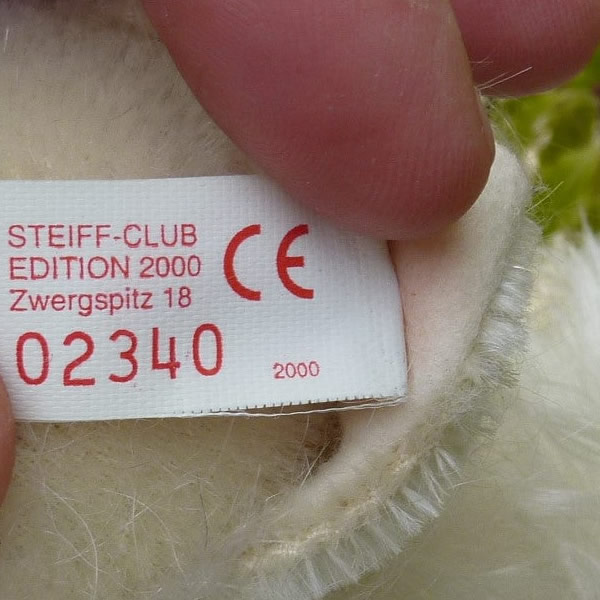 STEIFF-CLUB
EDITION 2000
Zwergspitz 18
02340
CE
2000